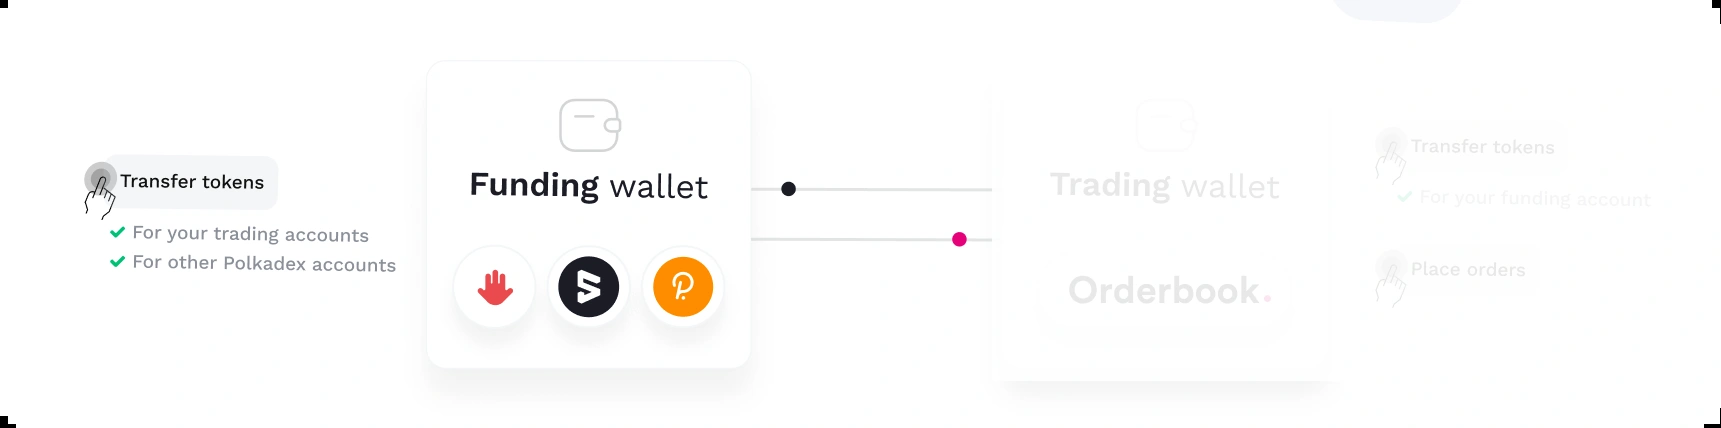 Transfer tokens
For your trading accounts
For other Polkadex accounts
Funding wallet
Trading wallet
Orderbook.
Transfer tokens
For your funding account
Place orders